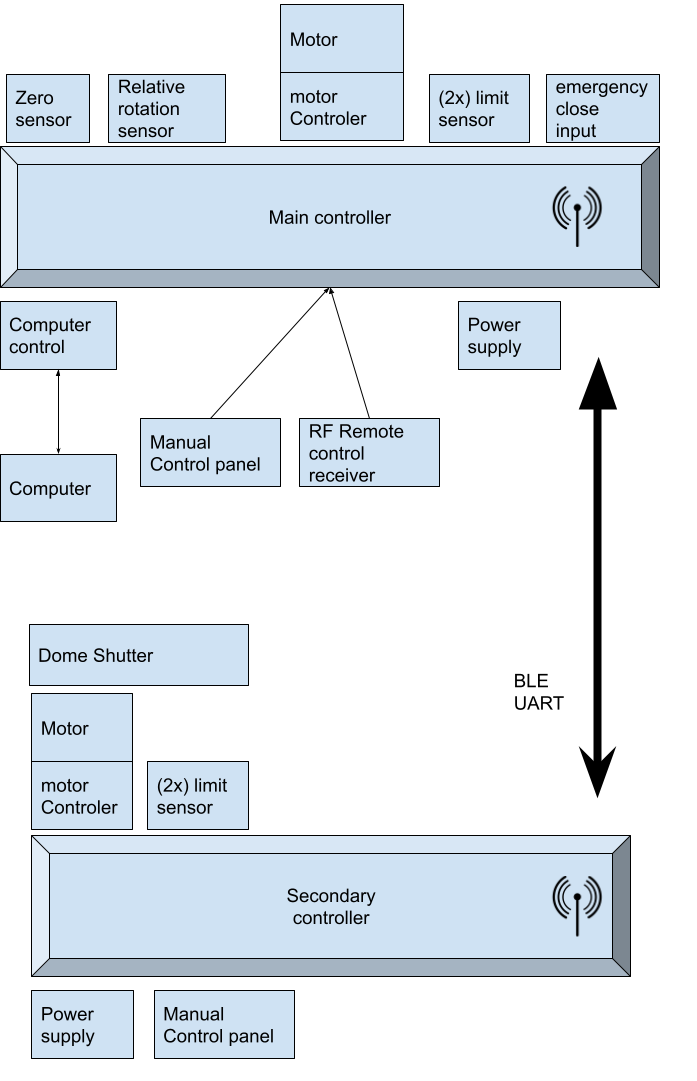 Motor
Zero
sensor
Relative
rotation
sensor
motor
Controler
(2x) limit
sensor
emergency
close
input
Main controller
Computer
control
Power
supply
Manual
Control panel
RF Remote
control
receiver
Computer
Dome Shutter
BLE
UART
Motor
motor
Controler
(2x) limit
sensor
Secondary
controller
Power
supply
Manual
Control panel